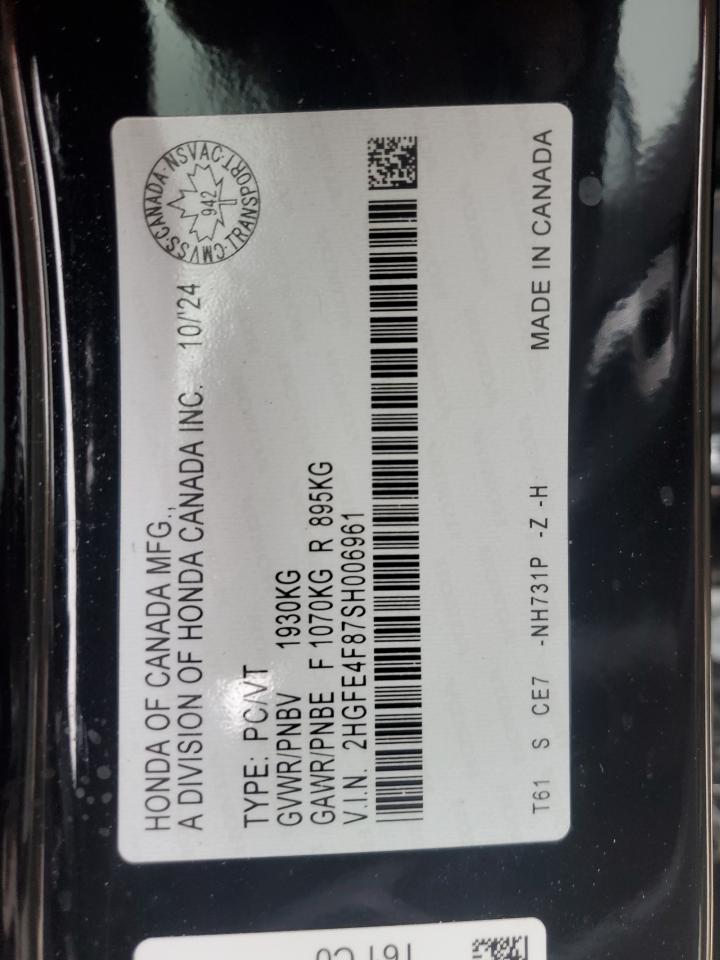 HONDA OF CANADA MFG.,
A DIVISION OF HONDA CANADA INC. 10/'24
CMVSS·CANADA·NSVAC·TRANSPORT·
942
TYPE: PC/VT
GVWR/PNBV 1930KG
GAWR/PNBE F 1070KG R 895KG
V.I.N. 2HGFE4F87SH006961
T61 S CE7 -NH731P -Z -H MADE IN CANADA